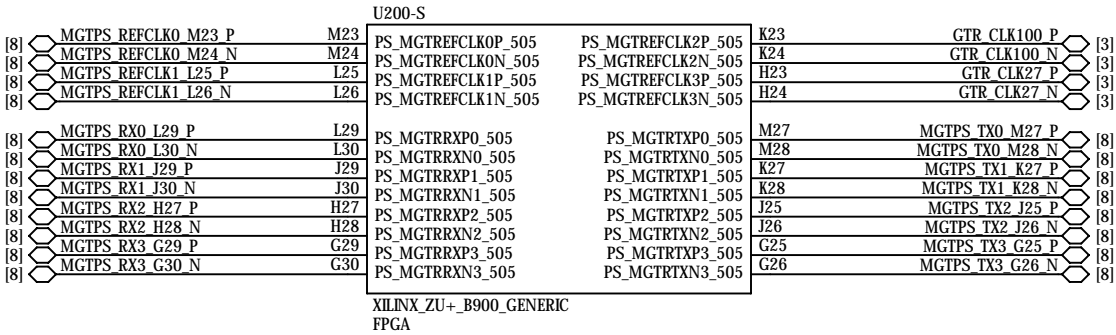 U200-S
[8] MGTPS_REFCLK0_M23_P M23 PS_MGTREFCLK0P_505 PS_MGTREFCLK2P_505 K23 GTR_CLK100_P [3]
[8] MGTPS_REFCLK0_M24_N M24 PS_MGTREFCLK0N_505 PS_MGTREFCLK2N_505 K24 GTR_CLK100_N [3]
[8] MGTPS_REFCLK1_L25_P L25 PS_MGTREFCLK1P_505 PS_MGTREFCLK3P_505 H23 GTR_CLK27_P [3]
[8] MGTPS_REFCLK1_L26_N L26 PS_MGTREFCLK1N_505 PS_MGTREFCLK3N_505 H24 GTR_CLK27_N [3]
[8] MGTPS_RX0_L29_P L29 PS_MGTRRXP0_505 PS_MGTRTXP0_505 M27 MGTPS_TX0_M27_P [8]
[8] MGTPS_RX0_L30_N L30 PS_MGTRRXN0_505 PS_MGTRTXN0_505 M28 MGTPS_TX0_M28_N [8]
[8] MGTPS_RX1_J29_P J29 PS_MGTRRXP1_505 PS_MGTRTXP1_505 K27 MGTPS_TX1_K27_P [8]
[8] MGTPS_RX1_J30_N J30 PS_MGTRRXN1_505 PS_MGTRTXN1_505 K28 MGTPS_TX1_K28_N [8]
[8] MGTPS_RX2_H27_P H27 PS_MGTRRXP2_505 PS_MGTRTXP2_505 J25 MGTPS_TX2_J25_P [8]
[8] MGTPS_RX2_H28_N H28 PS_MGTRRXN2_505 PS_MGTRTXN2_505 J26 MGTPS_TX2_J26_N [8]
[8] MGTPS_RX3_G29_P G29 PS_MGTRRXP3_505 PS_MGTRTXP3_505 G25 MGTPS_TX3_G25_P [8]
[8] MGTPS_RX3_G30_N G30 PS_MGTRRXN3_505 PS_MGTRTXN3_505 G26 MGTPS_TX3_G26_N [8]
XILINX_ZU+_B900_GENERIC
FPGA